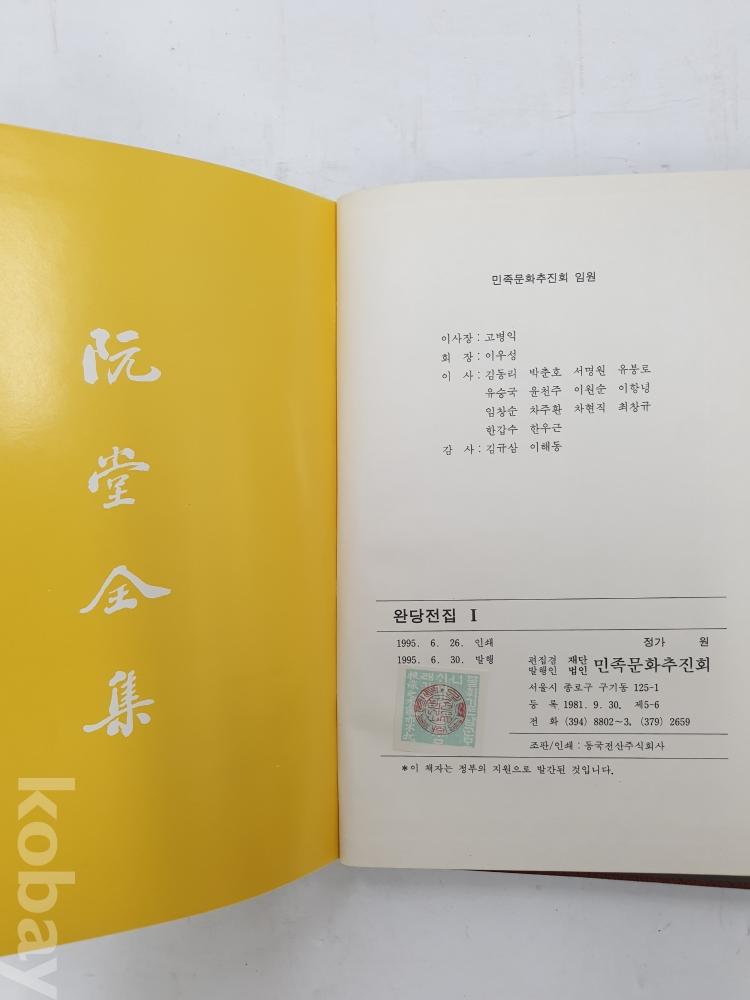 阮堂全集
민족문화추진회 임원
이사장 : 고병익
회 장 : 이우성
이 사 : 김동리 박춘호 서명원 유봉로
유승국 윤천주 이원순 이항녕
임창순 차주환 차현직 최창규
한갑수 한우근
감 사 : 김규삼 이해동
완당전집 Ⅰ
1995. 6. 26. 인쇄
1995. 6. 30. 발행
정가 원
편집겸 재단
발행인 법인 민족문화추진회
서울시 종로구 구기동 125-1
등 록 1981. 9. 30. 제5-6
전 화 (394) 8802~3. (379) 2659
조판/인쇄 : 동국전산주식회사
*이 책자는 정부의 지원으로 발간된 것입니다.
kobay